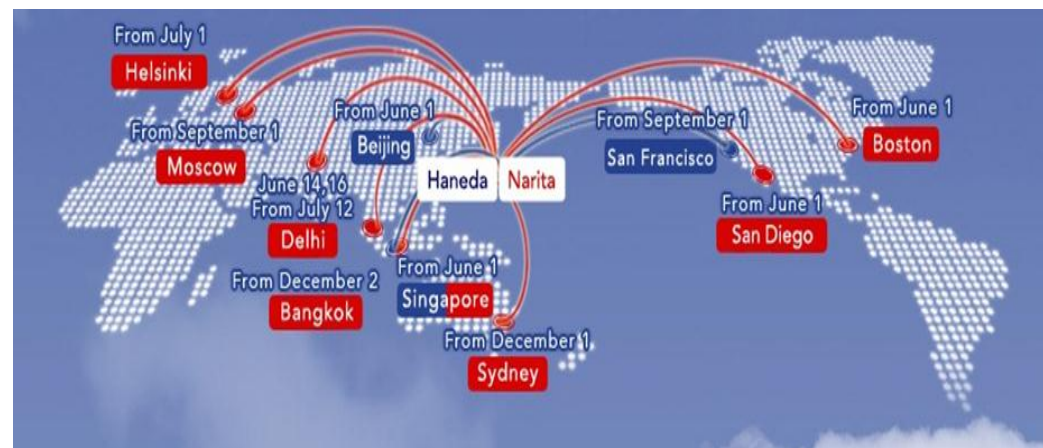 From July 1
Helsinki
From September 1
Moscow
From June 1
Beijing
Haneda
Narita
June 14,16
From July 12
Delhi
From December 2
Bangkok
From June 1
Singapore
From December 1
Sydney
From September 1
San Francisco
From June 1
San Diego
From June 1
Boston